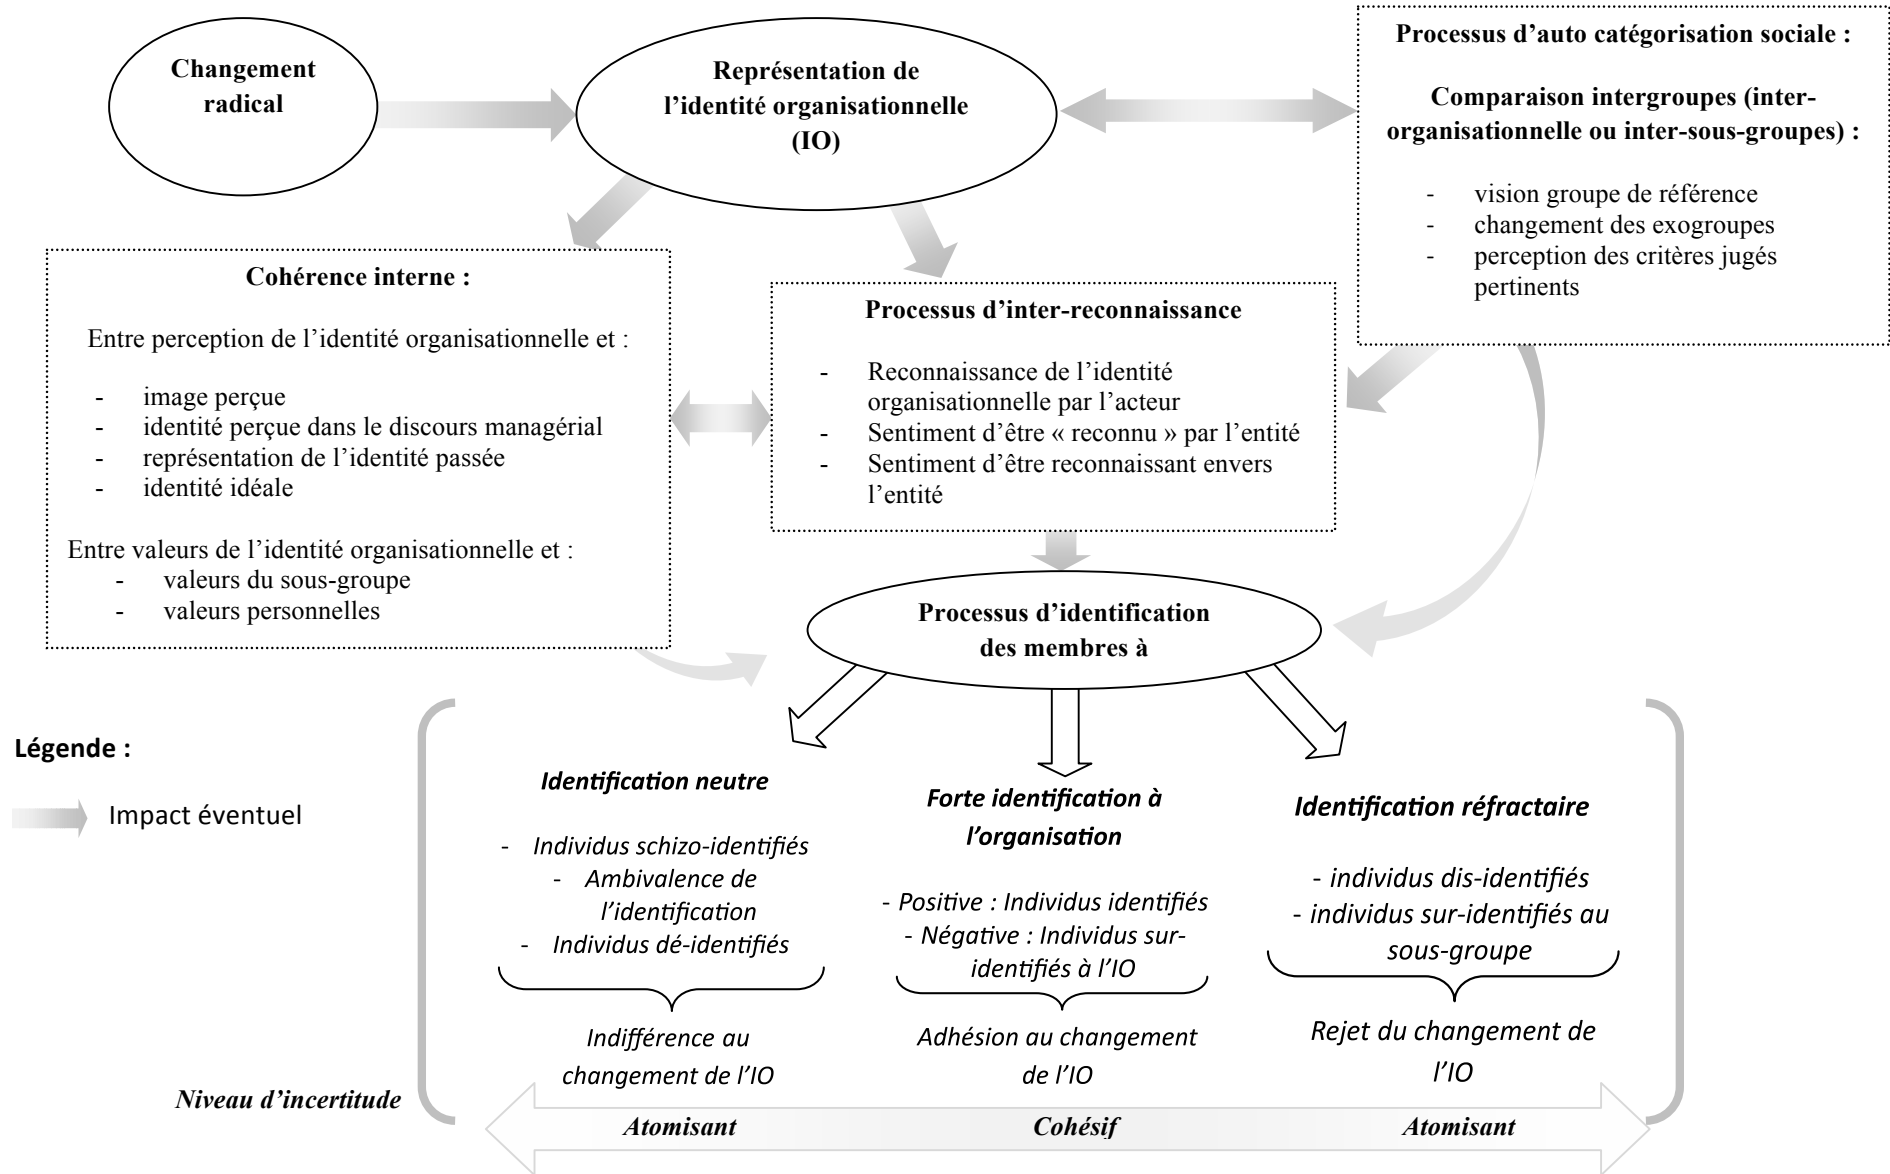 Changement
radical
Représentation de
l’identité organisationnelle
(IO)
Processus d’auto catégorisation sociale :
Comparaison intergroupes (inter-
organisationnelle ou inter-sous-groupes) :
- vision groupe de référence
- changement des exogroupes
- perception des critères jugés
pertinents
Cohérence interne :
Entre perception de l’identité organisationnelle et :
- image perçue
- identité perçue dans le discours managérial
- représentation de l’identité passée
- identité idéale
Entre valeurs de l’identité organisationnelle et :
- valeurs du sous-groupe
- valeurs personnelles
Processus d’inter-reconnaissance
- Reconnaissance de l’identité
organisationnelle par l’acteur
- Sentiment d’être « reconnu » par l’entité
- Sentiment d’être reconnaissant envers
l’entité
Processus d’identification
des membres à
Légende :
Impact éventuel
Identification neutre
- Individus schizo-identifiés
- Ambivalence de
l’identification
- Individus dé-identifiés
Indifférence au
changement de l’IO
Forte identification à
l’organisation
- Positive : Individus identifiés
- Négative : Individus sur-
identifiés à l’IO
Adhésion au changement
de l’IO
Identification réfractaire
- individus dis-identifiés
- individus sur-identifiés au
sous-groupe
Rejet du changement de
l’IO
Niveau d’incertitude
Atomisant
Cohésif
Atomisant